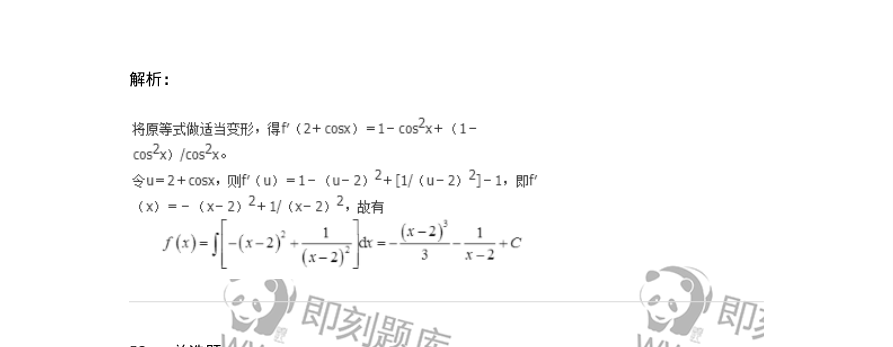 解析：
将原等式做适当变形，得f′（2+cosx）=1-cos²x+（1-
cos²x）/cos²x。
令u=2+cosx，则f′（u）=1-（u-2）²+[1/（u-2）²]-1，即f′
（x）=-（x-2）²+1/（x-2）²，故有
f(x)=∫[-(x-2)²+1/(x-2)²]dx=-(x-2)³/3-1/(x-2)+C
即刻题库 即刻